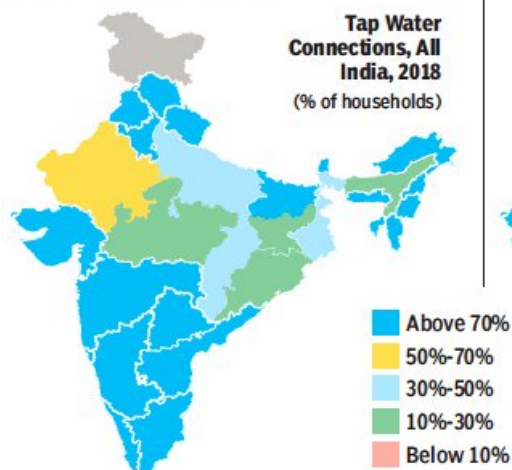 Tap Water
Connections, All
India, 2018
(% of households)
Above 70%
50%-70%
30%-50%
10%-30%
Below 10%